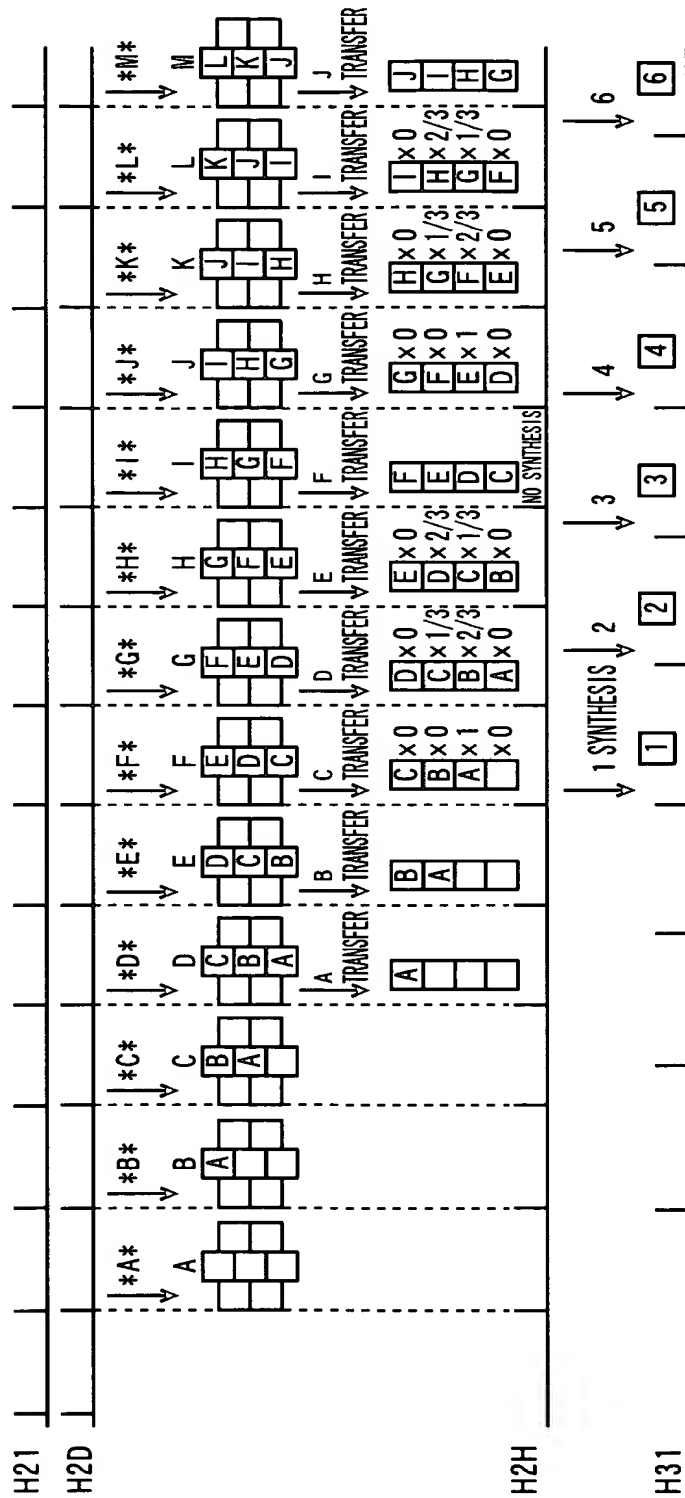 H21
H2D
*A* *B* *C* *D* *E* *F* *G* *H* *I* *J* *K* *L* *M*
A B C D E F G H I J K L M
A B C D E F G H I J K L
A B C D E F G H I J K
A B C D E F G H I J
A B C D E F G H I J
TRANSFER TRANSFER TRANSFER TRANSFER TRANSFER TRANSFER TRANSFER TRANSFER TRANSFER TRANSFER
A B C×0 D×0 E×0 F G×0 H×0 I×0 J
A B×0 C×1/3 D×2/3 E F×0 G×1/3 H×2/3 I
A×1 B×2/3 C×1/3 D E×1 F×2/3 G×1/3 H
×0 A×0 B×0 C D×0 E×0 F×0 G
NO SYNTHESIS
H2H
1 SYNTHESIS 2 3 4 5 6
H31 1 2 3 4 5 6